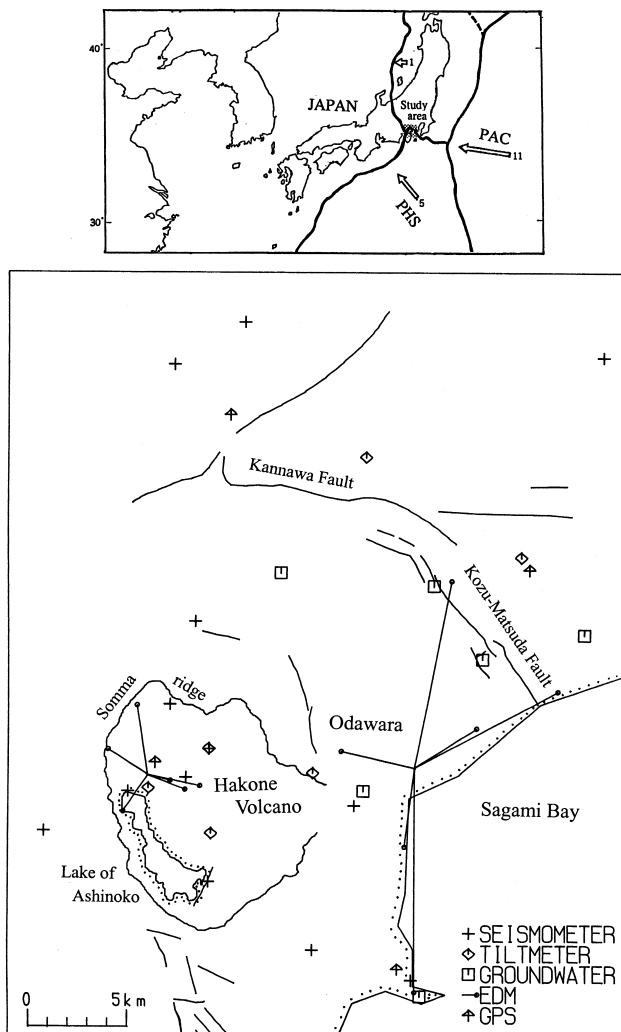 40°
1
JAPAN
Study
area
PAC
11
5
PHS
30°
Kannawa Fault
Kozu-Matsuda Fault
Somma
ridge
Odawara
Hakone
Volcano
Sagami Bay
Lake of
Ashinoko
SEISMOMETER
TILTMETER
GROUNDWATER
EDM
GPS
0 5km